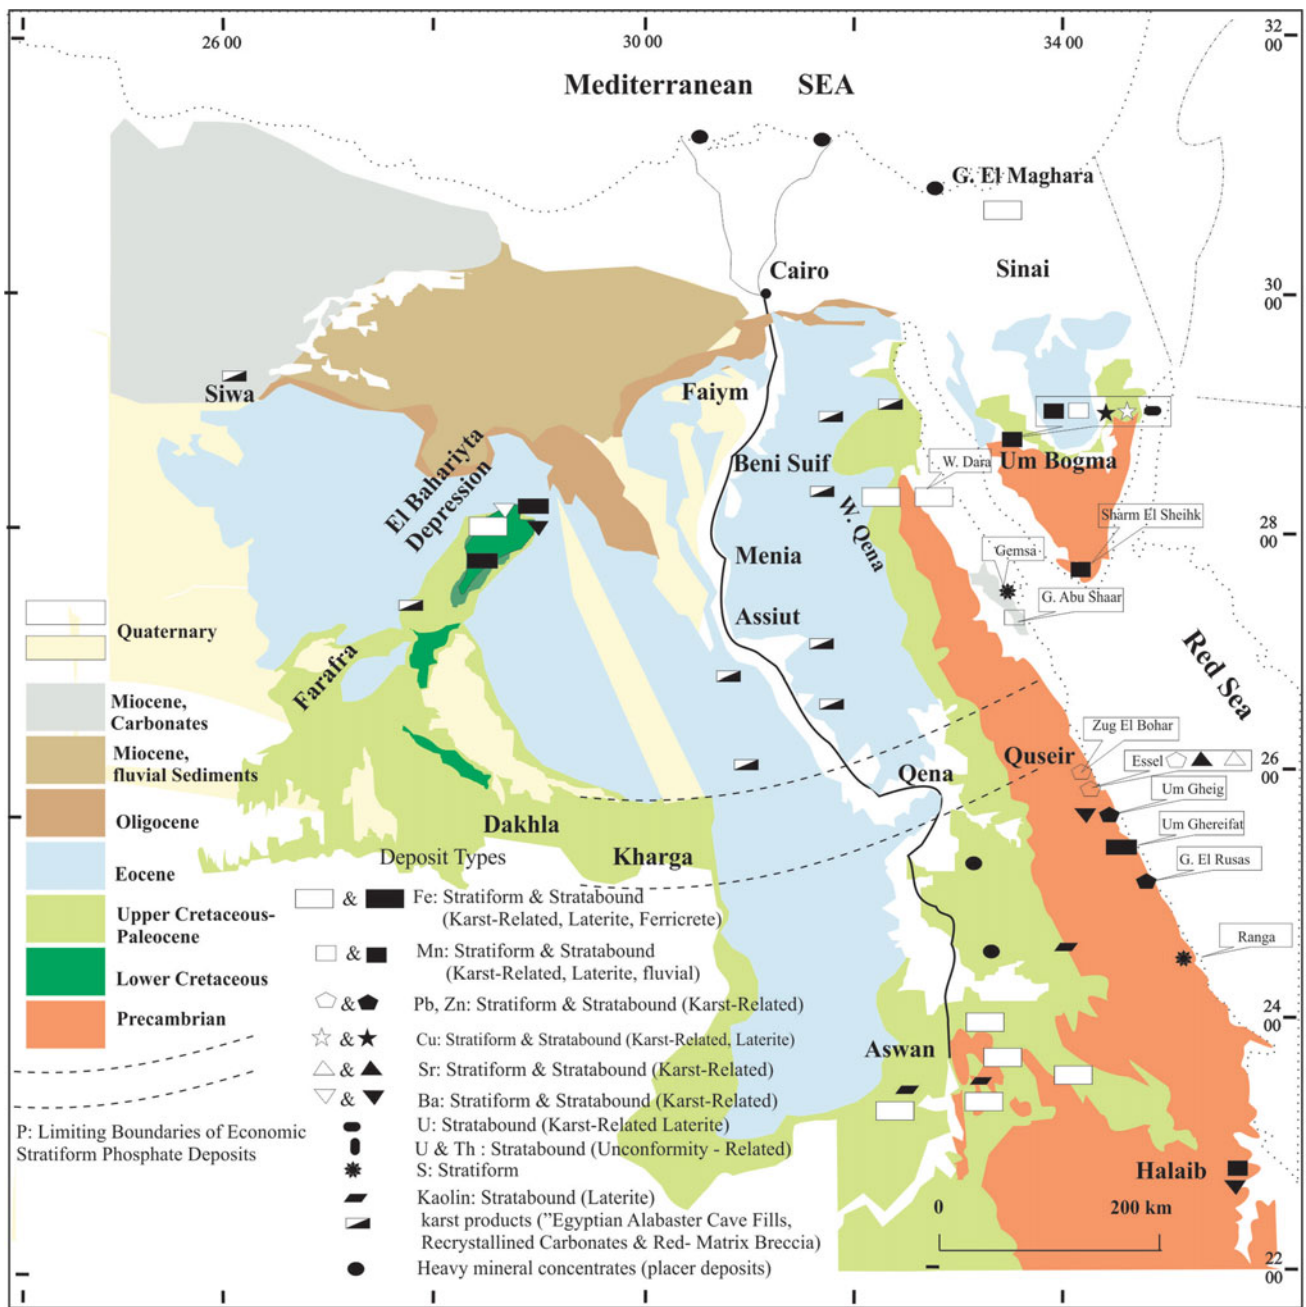 26 00
30 00
34 00
32
00
Mediterranean SEA
G. El Maghara
Sinai
Cairo
30
00
Siwa
Faiym
El Bahariyta
Depression
Beni Suif
W. Dara
Um Bogma
W. Qena
Sharm El Sheihk
28
00
Menia
Gemsa
G. Abu Shaar
Assiut
Farafra
Red Sea
Zug El Bohar
Quseir
Essel
26
00
Qena
Um Gheig
Dakhla
Um Ghereifat
Kharga
G. El Rusas
Ranga
24
00
Aswan
Halaib
0 200 km
22
00
Quaternary
Miocene,
Carbonates
Miocene,
fluvial Sediments
Oligocene
Eocene
Upper Cretaceous-
Paleocene
Lower Cretaceous
Precambrian
P: Limiting Boundaries of Economic
Stratiform Phosphate Deposits
Deposit Types
& Fe: Stratiform & Stratabound
(Karst-Related, Laterite, Ferricrete)
& Mn: Stratiform & Stratabound
(Karst-Related, Laterite, fluvial)
& Pb, Zn: Stratiform & Stratabound (Karst-Related)
& Cu: Stratiform & Stratabound (Karst-Related, Laterite)
& Sr: Stratiform & Stratabound (Karst-Related)
& Ba: Stratiform & Stratabound (Karst-Related)
U: Stratabound (Karst-Related Laterite)
U & Th : Stratabound (Unconformity - Related)
S: Stratiform
Kaolin: Stratabound (Laterite)
karst products ("Egyptian Alabaster Cave Fills,
Recrystallined Carbonates & Red- Matrix Breccia)
Heavy mineral concentrates (placer deposits)